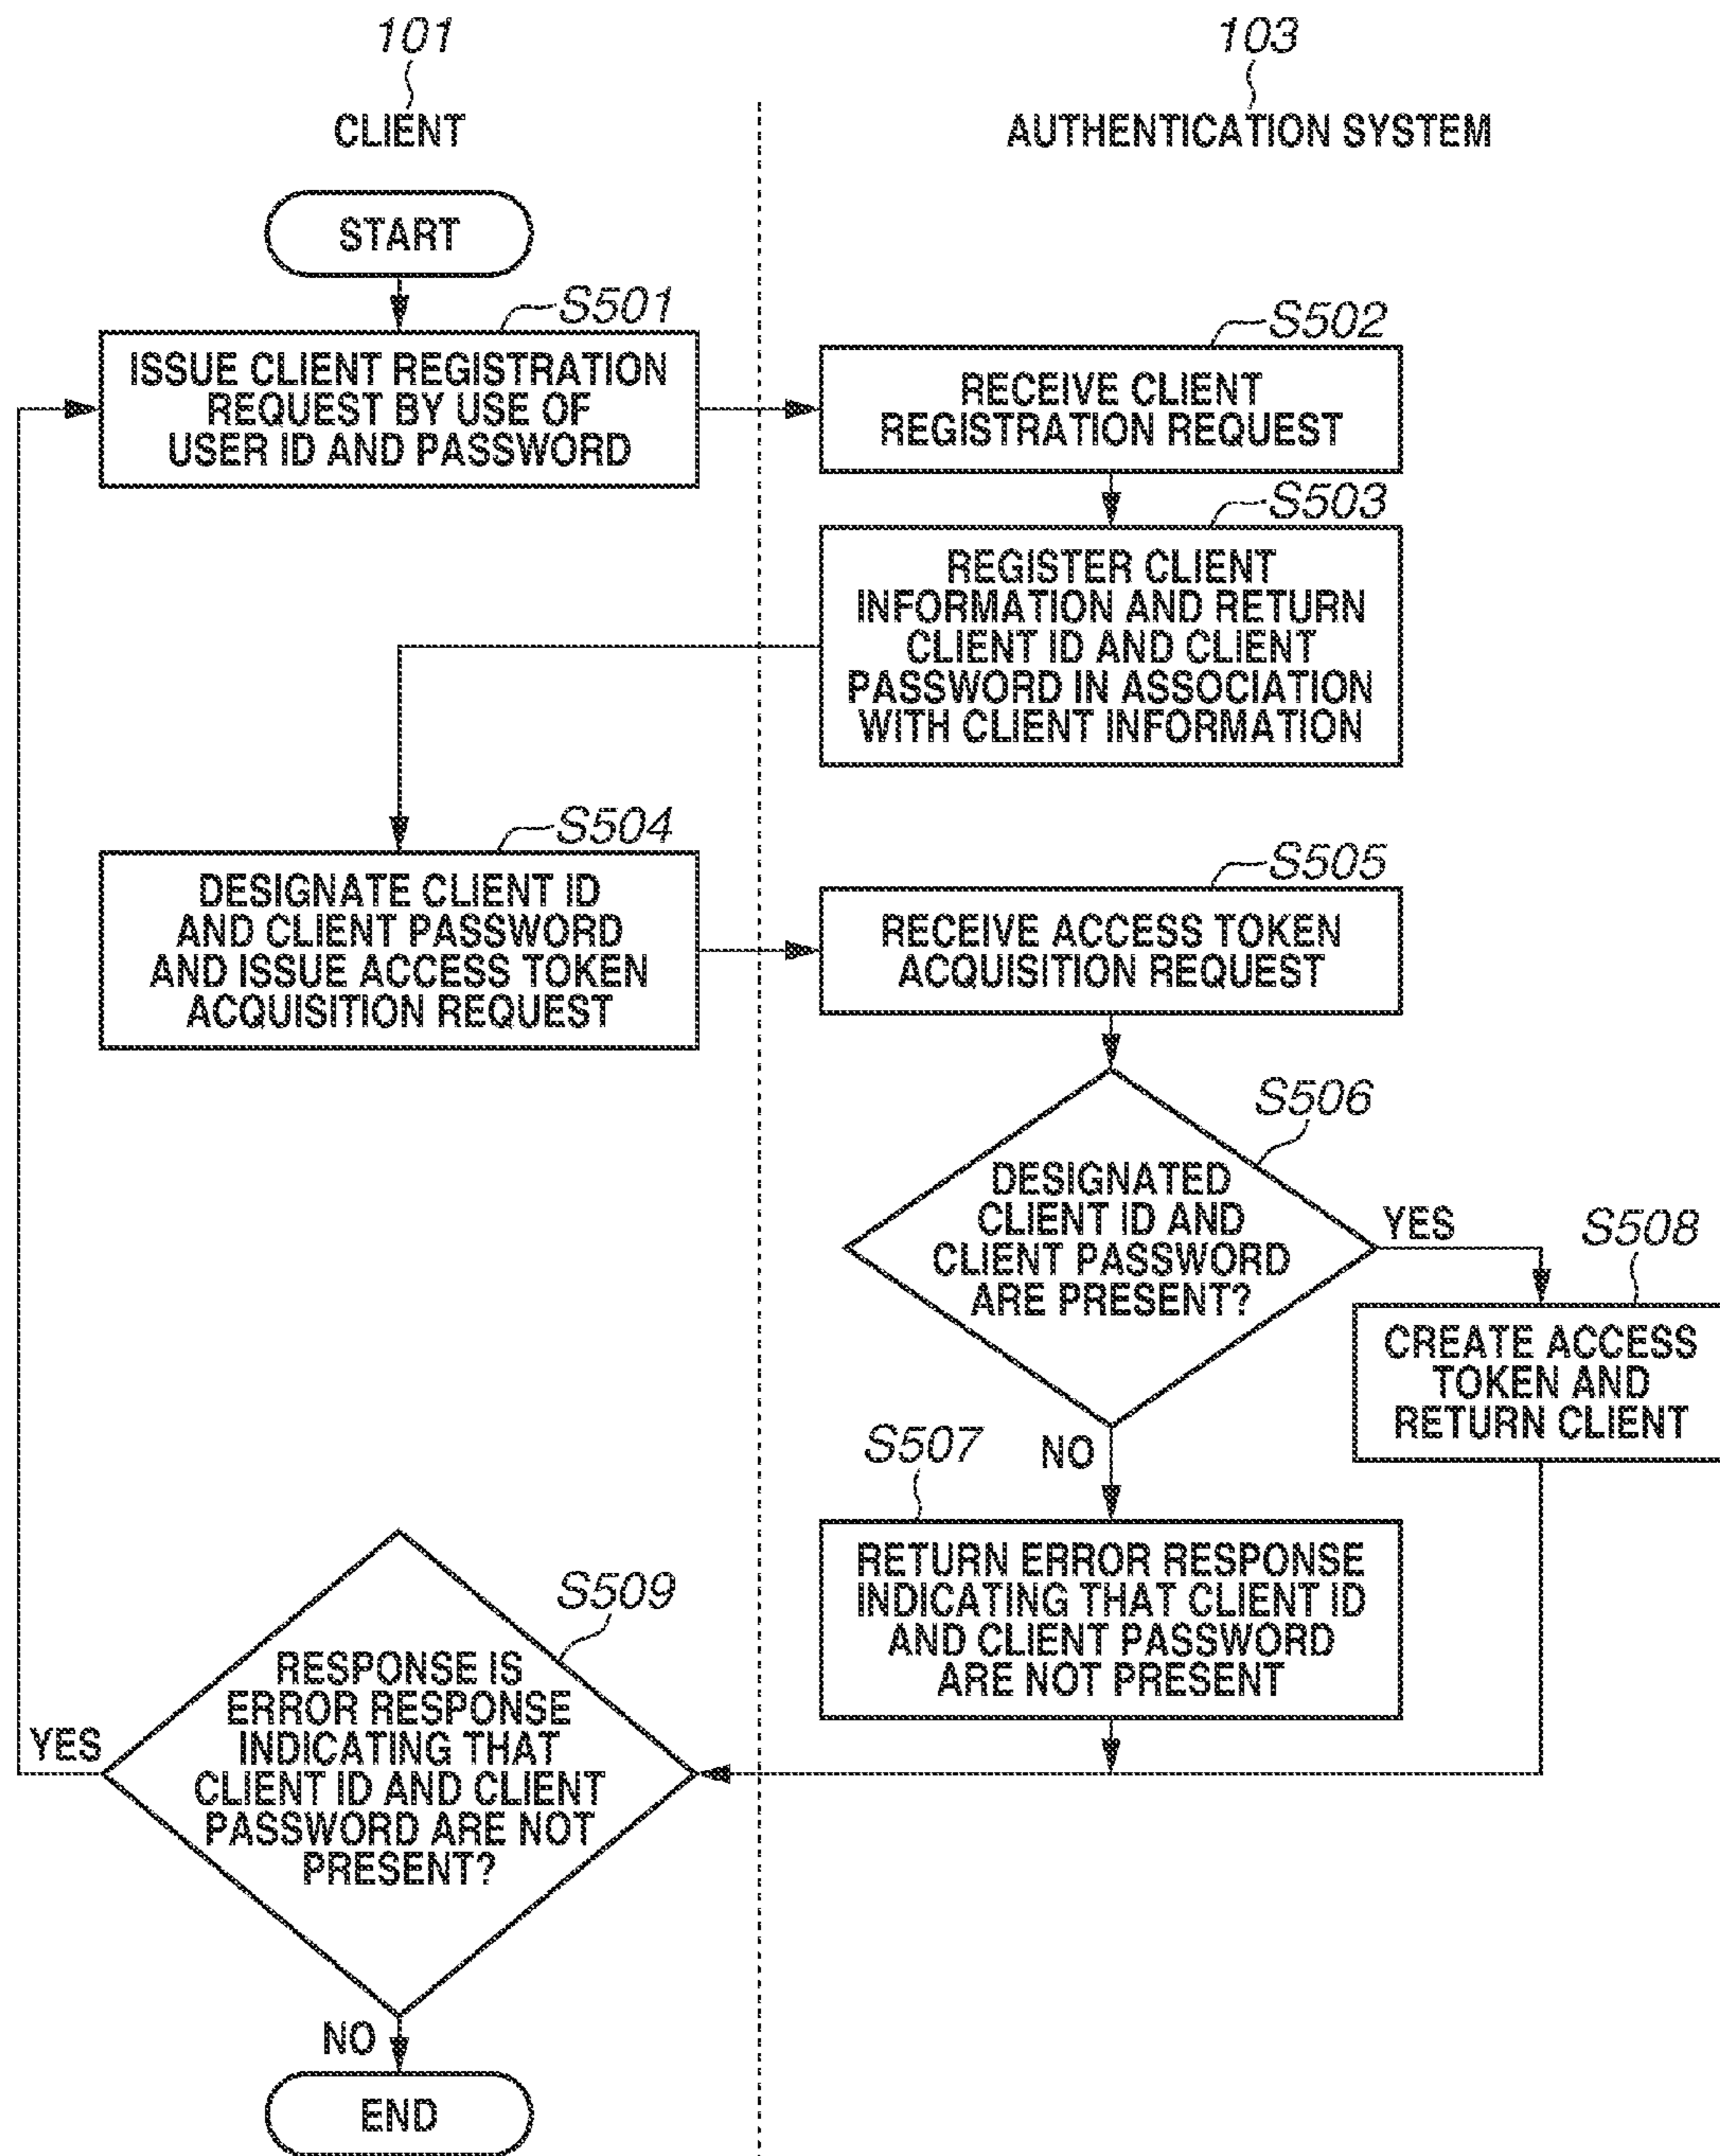 101
103
CLIENT
AUTHENTICATION SYSTEM
START
S501
ISSUE CLIENT REGISTRATION
REQUEST BY USE OF
USER ID AND PASSWORD
S502
RECEIVE CLIENT
REGISTRATION REQUEST
S503
REGISTER CLIENT
INFORMATION AND RETURN
CLIENT ID AND CLIENT
PASSWORD IN ASSOCIATION
WITH CLIENT INFORMATION
S504
DESIGNATE CLIENT ID
AND CLIENT PASSWORD
AND ISSUE ACCESS TOKEN
ACQUISITION REQUEST
S505
RECEIVE ACCESS TOKEN
ACQUISITION REQUEST
S506
DESIGNATED
CLIENT ID AND
CLIENT PASSWORD
ARE PRESENT?
YES
S508
CREATE ACCESS
TOKEN AND
RETURN CLIENT
NO
S507
RETURN ERROR RESPONSE
INDICATING THAT CLIENT ID
AND CLIENT PASSWORD
ARE NOT PRESENT
S509
RESPONSE IS
ERROR RESPONSE
INDICATING THAT
CLIENT ID AND CLIENT
PASSWORD ARE NOT
PRESENT?
YES
NO
END